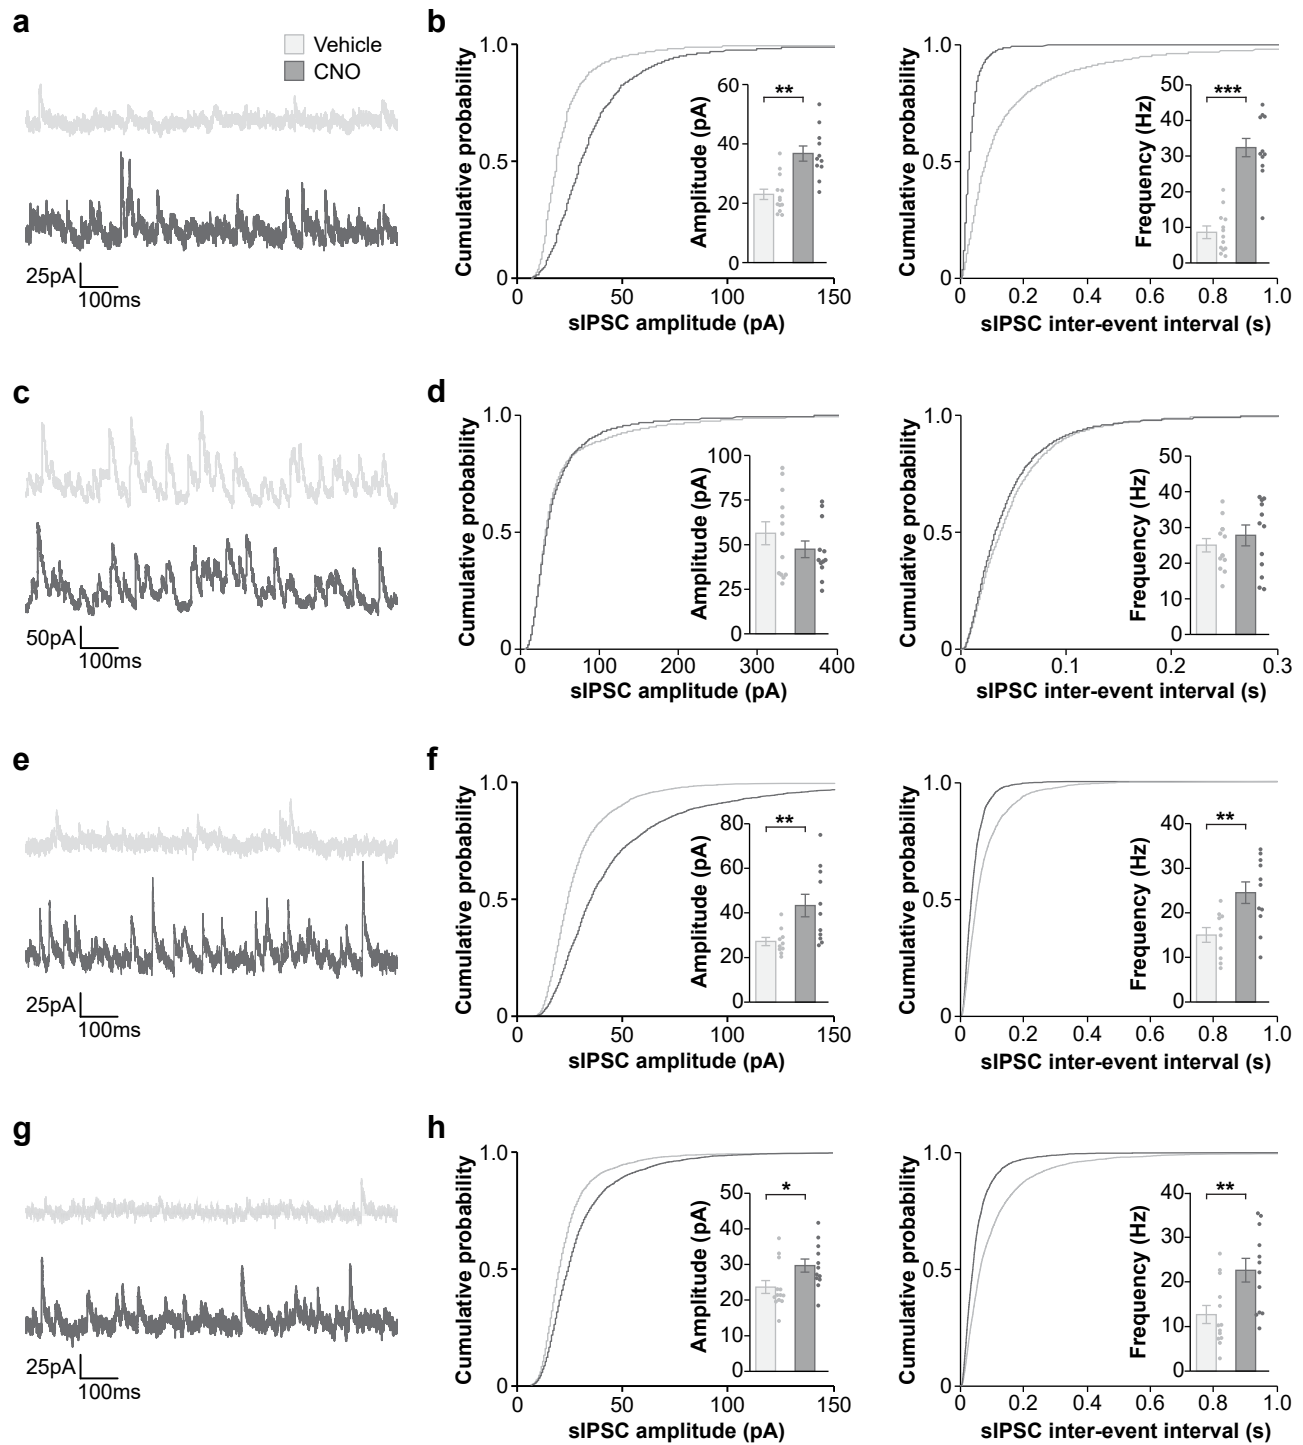 a
Vehicle
CNO
25pA
100ms
b
Cumulative probability
1.0
0.5
0
0
50
100
150
sIPSC amplitude (pA)
Amplitude (pA)
60
40
20
0
**
Cumulative probability
1.0
0.5
0
0
0.2
0.4
0.6
0.8
1.0
sIPSC inter-event interval (s)
Frequency (Hz)
50
40
30
20
10
0
***
c
50pA
100ms
d
Cumulative probability
1.0
0.5
0
0
100
200
300
400
sIPSC amplitude (pA)
Amplitude (pA)
100
75
50
25
0
Cumulative probability
1.0
0.5
0
0
0.1
0.2
0.3
sIPSC inter-event interval (s)
Frequency (Hz)
50
40
30
20
10
0
e
25pA
100ms
f
Cumulative probability
1.0
0.5
0
0
50
100
150
sIPSC amplitude (pA)
Amplitude (pA)
80
60
40
20
0
**
Cumulative probability
1.0
0.5
0
0
0.2
0.4
0.6
0.8
1.0
sIPSC inter-event interval (s)
Frequency (Hz)
40
30
20
10
0
**
g
25pA
100ms
h
Cumulative probability
1.0
0.5
0
0
50
100
150
sIPSC amplitude (pA)
Amplitude (pA)
50
40
30
20
10
0
*
Cumulative probability
1.0
0.5
0
0
0.2
0.4
0.6
0.8
1.0
sIPSC inter-event interval (s)
Frequency (Hz)
40
30
20
10
0
**